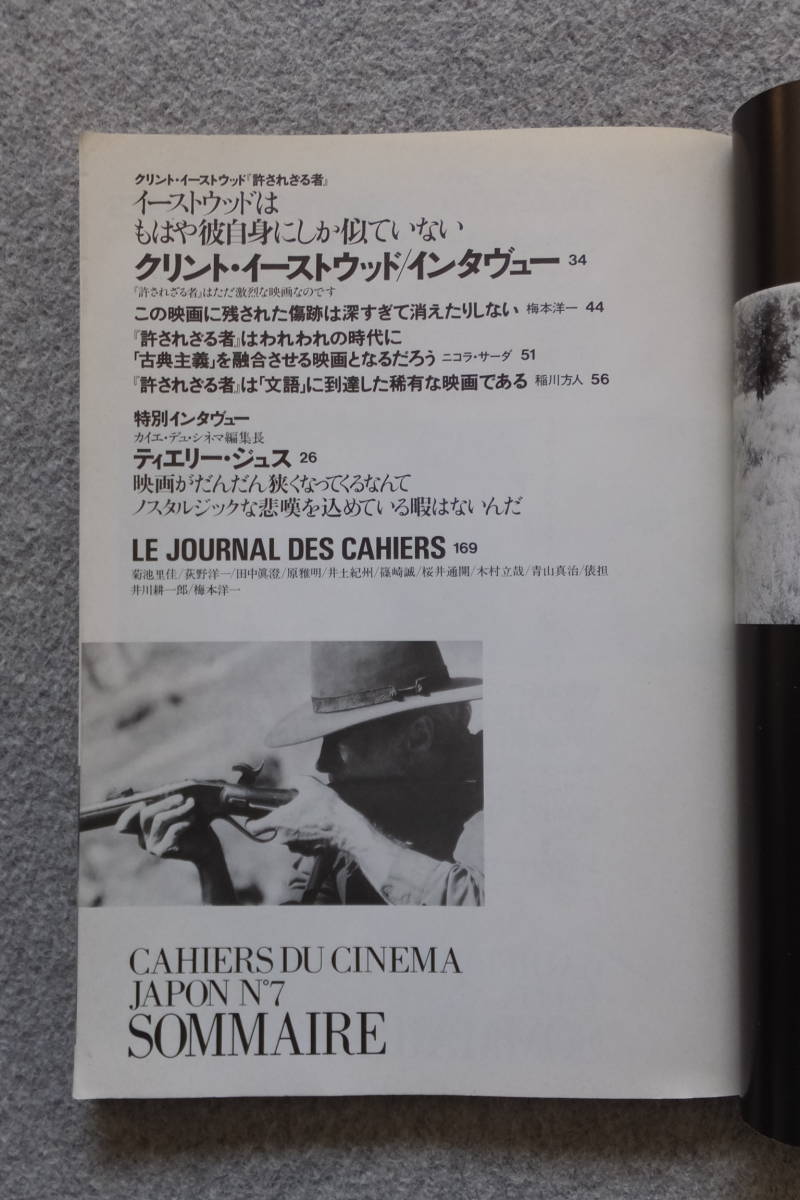 クリント・イーストウッド『許されざる者』
イーストウッドは
もはや彼自身にしか似ていない
クリント・イーストウッド/インタヴュー 34
『許されざる者』はただ激烈な映画なのです
この映画に残された傷跡は深すぎて消えたりしない 梅本洋一 44
『許されざる者』はわれわれの時代に
「古典主義」を融合させる映画となるだろう ニコラ・サーダ 51
『許されざる者』は「文語」に到達した稀有な映画である 稲川方人 56
特別インタヴュー
カイエ・デュ・シネマ編集長
ティエリー・ジュス 26
映画がだんだん狭くなってくるなんて
ノスタルジックな悲嘆を込めている暇はないんだ
LE JOURNAL DES CAHIERS 169
菊池里佳/荻野洋一/田中眞澄/原雅明/井土紀州/篠崎誠/桜井通開/木村立哉/青山真治/俵担
井川耕一郎/梅本洋一
CAHIERS DU CINEMA
JAPON N°7
SOMMAIRE